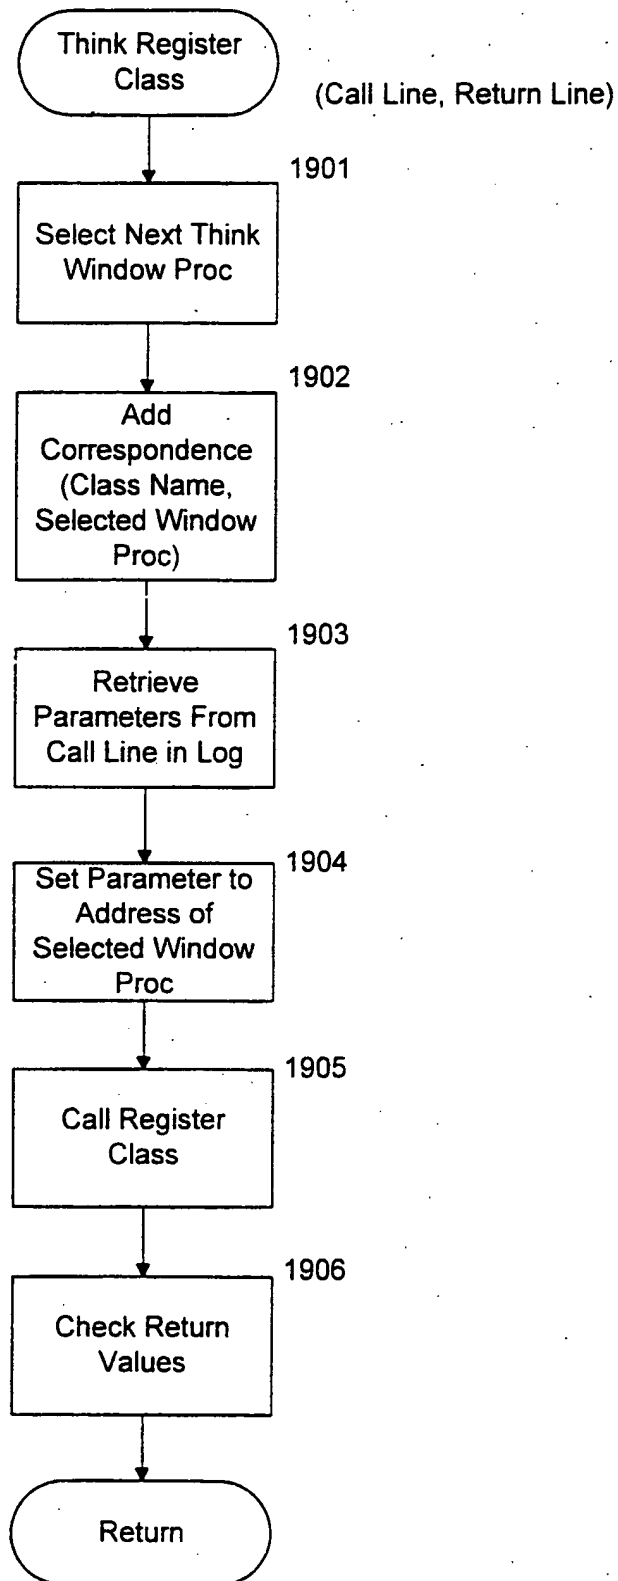 Think Register
Class
(Call Line, Return Line)
1901
Select Next Think
Window Proc
1902
Add
Correspondence
(Class Name,
Selected Window
Proc)
1903
Retrieve
Parameters From
Call Line in Log
1904
Set Parameter to
Address of
Selected Window
Proc
1905
Call Register
Class
1906
Check Return
Values
Return